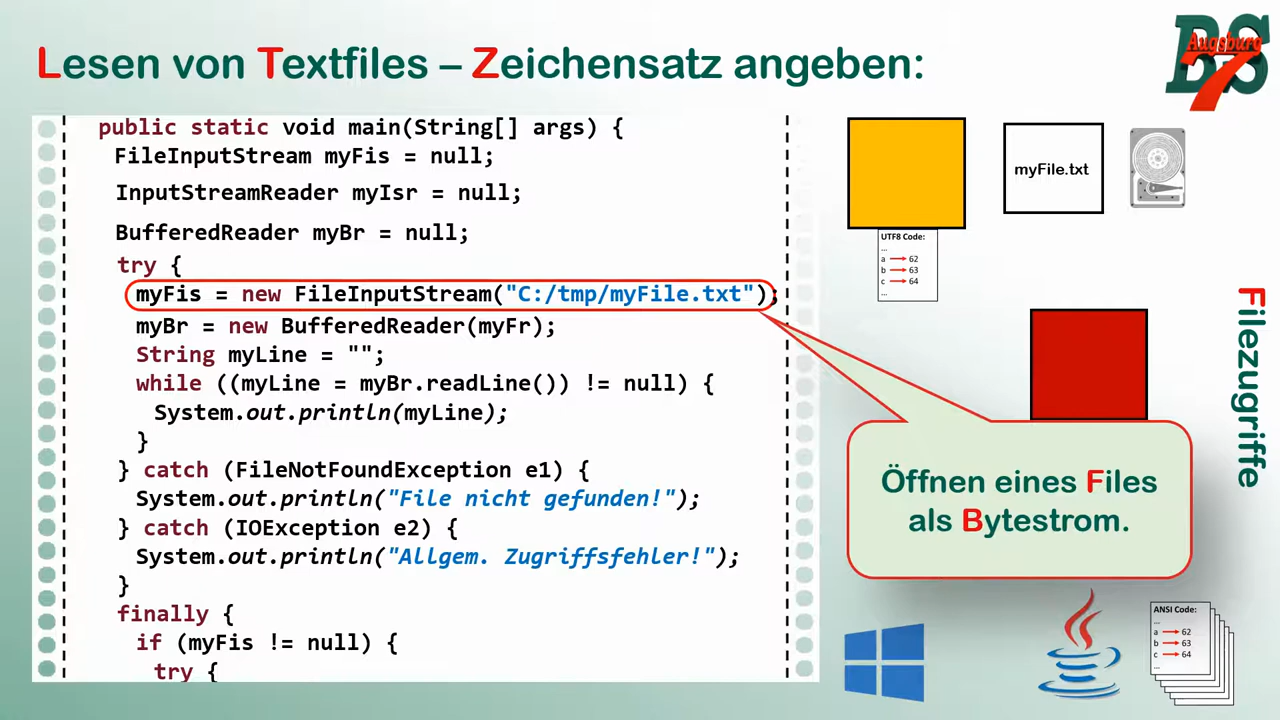 Lesen von Textfiles – Zeichensatz angeben:
BS
Augsburg
7
public static void main(String[] args) {
FileInputStream myFis = null;
InputStreamReader myIsr = null;
BufferedReader myBr = null;
try {
myFis = new FileInputStream("C:/tmp/myFile.txt");
myBr = new BufferedReader(myFr);
String myLine = "";
while ((myLine = myBr.readLine()) != null) {
System.out.println(myLine);
}
} catch (FileNotFoundException e1) {
System.out.println("File nicht gefunden!");
} catch (IOException e2) {
System.out.println("Allgem. Zugriffsfehler!");
}
finally {
if (myFis != null) {
try {
myFile.txt
UTF8 Code:
...
a 62
b 63
c 64
...
Filezugriffe
Öffnen eines Files
als Bytestrom.
ANSI Code:
...
a 62
b 63
c 64
...